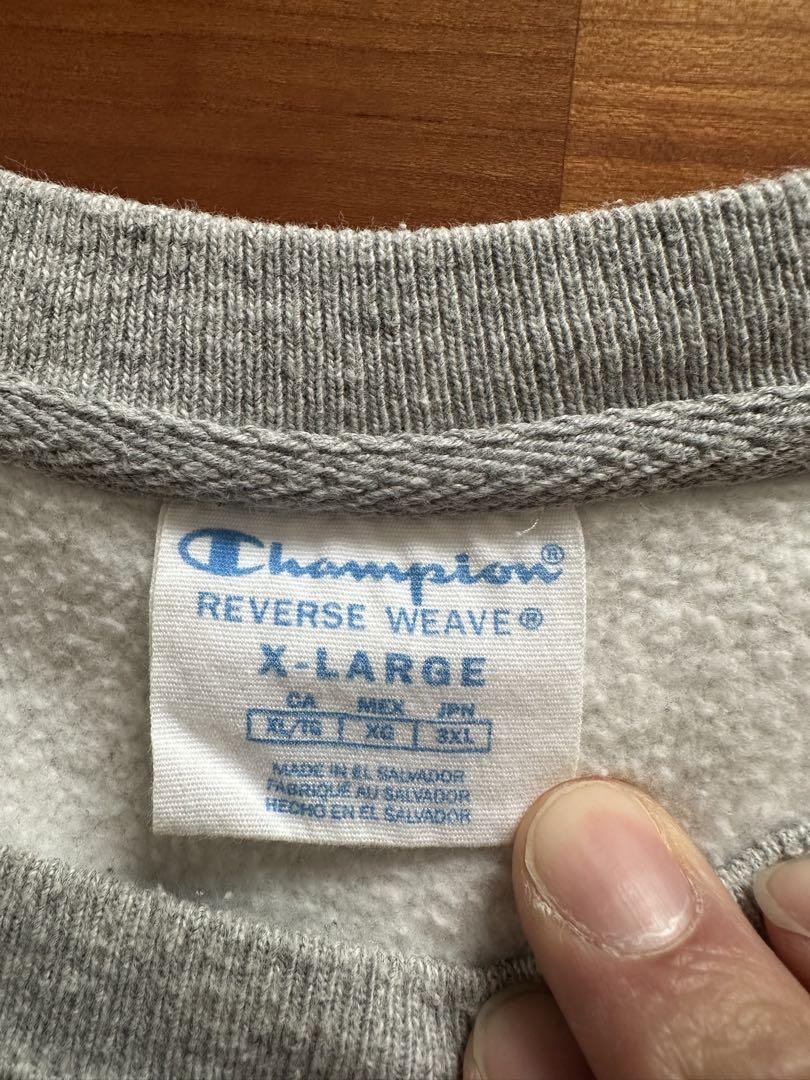 Champion®
REVERSE WEAVE®
X-LARGE
CA MEX JPN
XL/TG XG 3XL
MADE IN EL SALVADOR
FABRIQUÉ AU SALVADOR
HECHO EN EL SALVADOR